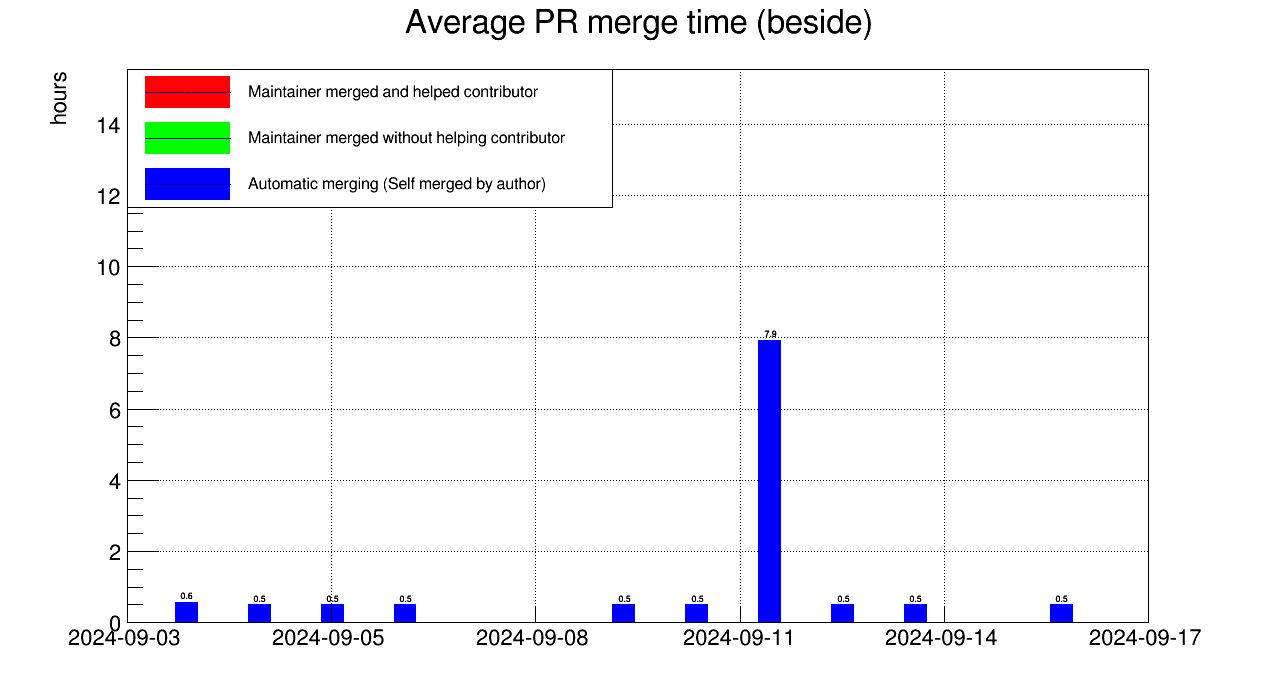 Average PR merge time (beside)
hours
Maintainer merged and helped contributor
Maintainer merged without helping contributor
Automatic merging (Self merged by author)
14
12
10
8
6
4
2
0
7.9
0.6 0.5 0.5 0.5 0.5 0.5 0.5 0.5 0.5
2024-09-03 2024-09-05 2024-09-08 2024-09-11 2024-09-14 2024-09-17